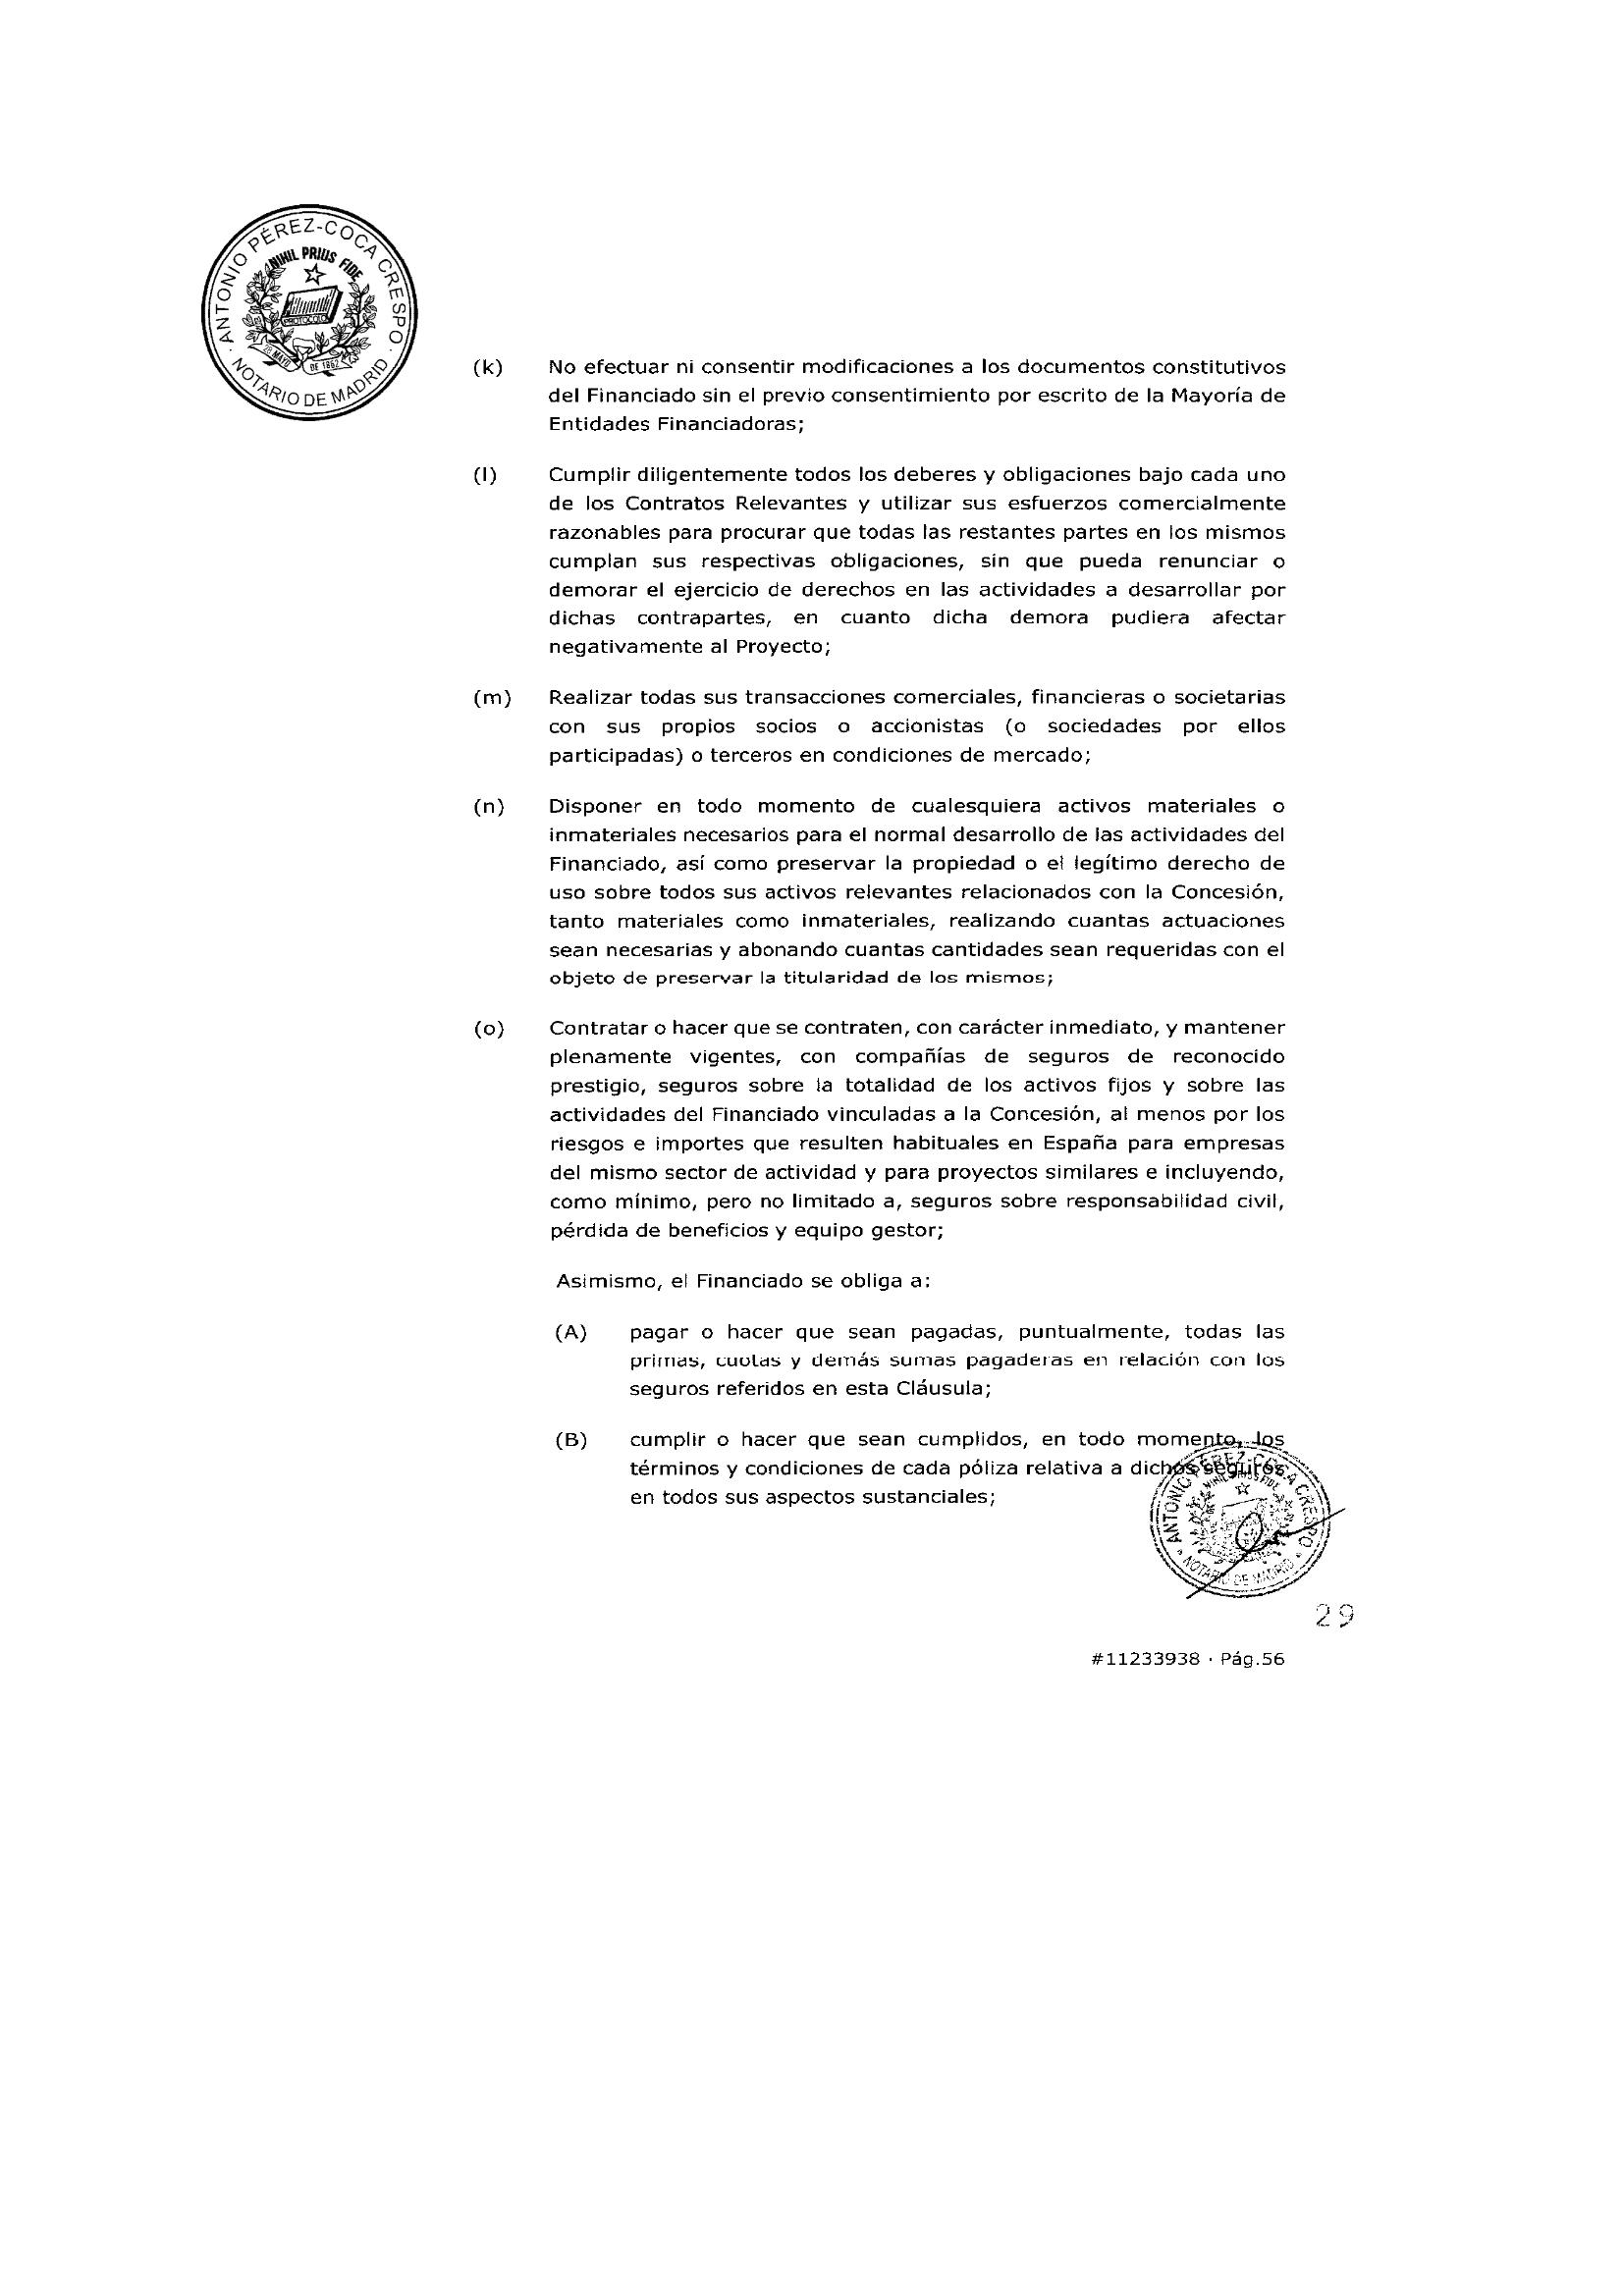 ANTONIO PÉREZ-COCA CRESPO · NOTARIO DE MADRID ·
NIHIL PRIUS FIDE
PROTOCOLO
28 MAYO DE 1862
(k) No efectuar ni consentir modificaciones a los documentos constitutivos
del Financiado sin el previo consentimiento por escrito de la Mayoría de
Entidades Financiadoras;
(l) Cumplir diligentemente todos los deberes y obligaciones bajo cada uno
de los Contratos Relevantes y utilizar sus esfuerzos comercialmente
razonables para procurar que todas las restantes partes en los mismos
cumplan sus respectivas obligaciones, sin que pueda renunciar o
demorar el ejercicio de derechos en las actividades a desarrollar por
dichas contrapartes, en cuanto dicha demora pudiera afectar
negativamente al Proyecto;
(m) Realizar todas sus transacciones comerciales, financieras o societarias
con sus propios socios o accionistas (o sociedades por ellos
participadas) o terceros en condiciones de mercado;
(n) Disponer en todo momento de cualesquiera activos materiales o
inmateriales necesarios para el normal desarrollo de las actividades del
Financiado, así como preservar la propiedad o el legítimo derecho de
uso sobre todos sus activos relevantes relacionados con la Concesión,
tanto materiales como inmateriales, realizando cuantas actuaciones
sean necesarias y abonando cuantas cantidades sean requeridas con el
objeto de preservar la titularidad de los mismos;
(o) Contratar o hacer que se contraten, con carácter inmediato, y mantener
plenamente vigentes, con compañías de seguros de reconocido
prestigio, seguros sobre la totalidad de los activos fijos y sobre las
actividades del Financiado vinculadas a la Concesión, al menos por los
riesgos e importes que resulten habituales en España para empresas
del mismo sector de actividad y para proyectos similares e incluyendo,
como mínimo, pero no limitado a, seguros sobre responsabilidad civil,
pérdida de beneficios y equipo gestor;
Asimismo, el Financiado se obliga a:
(A) pagar o hacer que sean pagadas, puntualmente, todas las
primas, cuotas y demás sumas pagaderas en relación con los
seguros referidos en esta Cláusula;
(B) cumplir o hacer que sean cumplidos, en todo momento, los
términos y condiciones de cada póliza relativa a dichos seguros
en todos sus aspectos sustanciales;
ANTONIO PÉREZ-COCA CRESPO · NOTARIO DE MADRID ·
NIHIL PRIUS FIDE
29
#11233938 · Pág.56